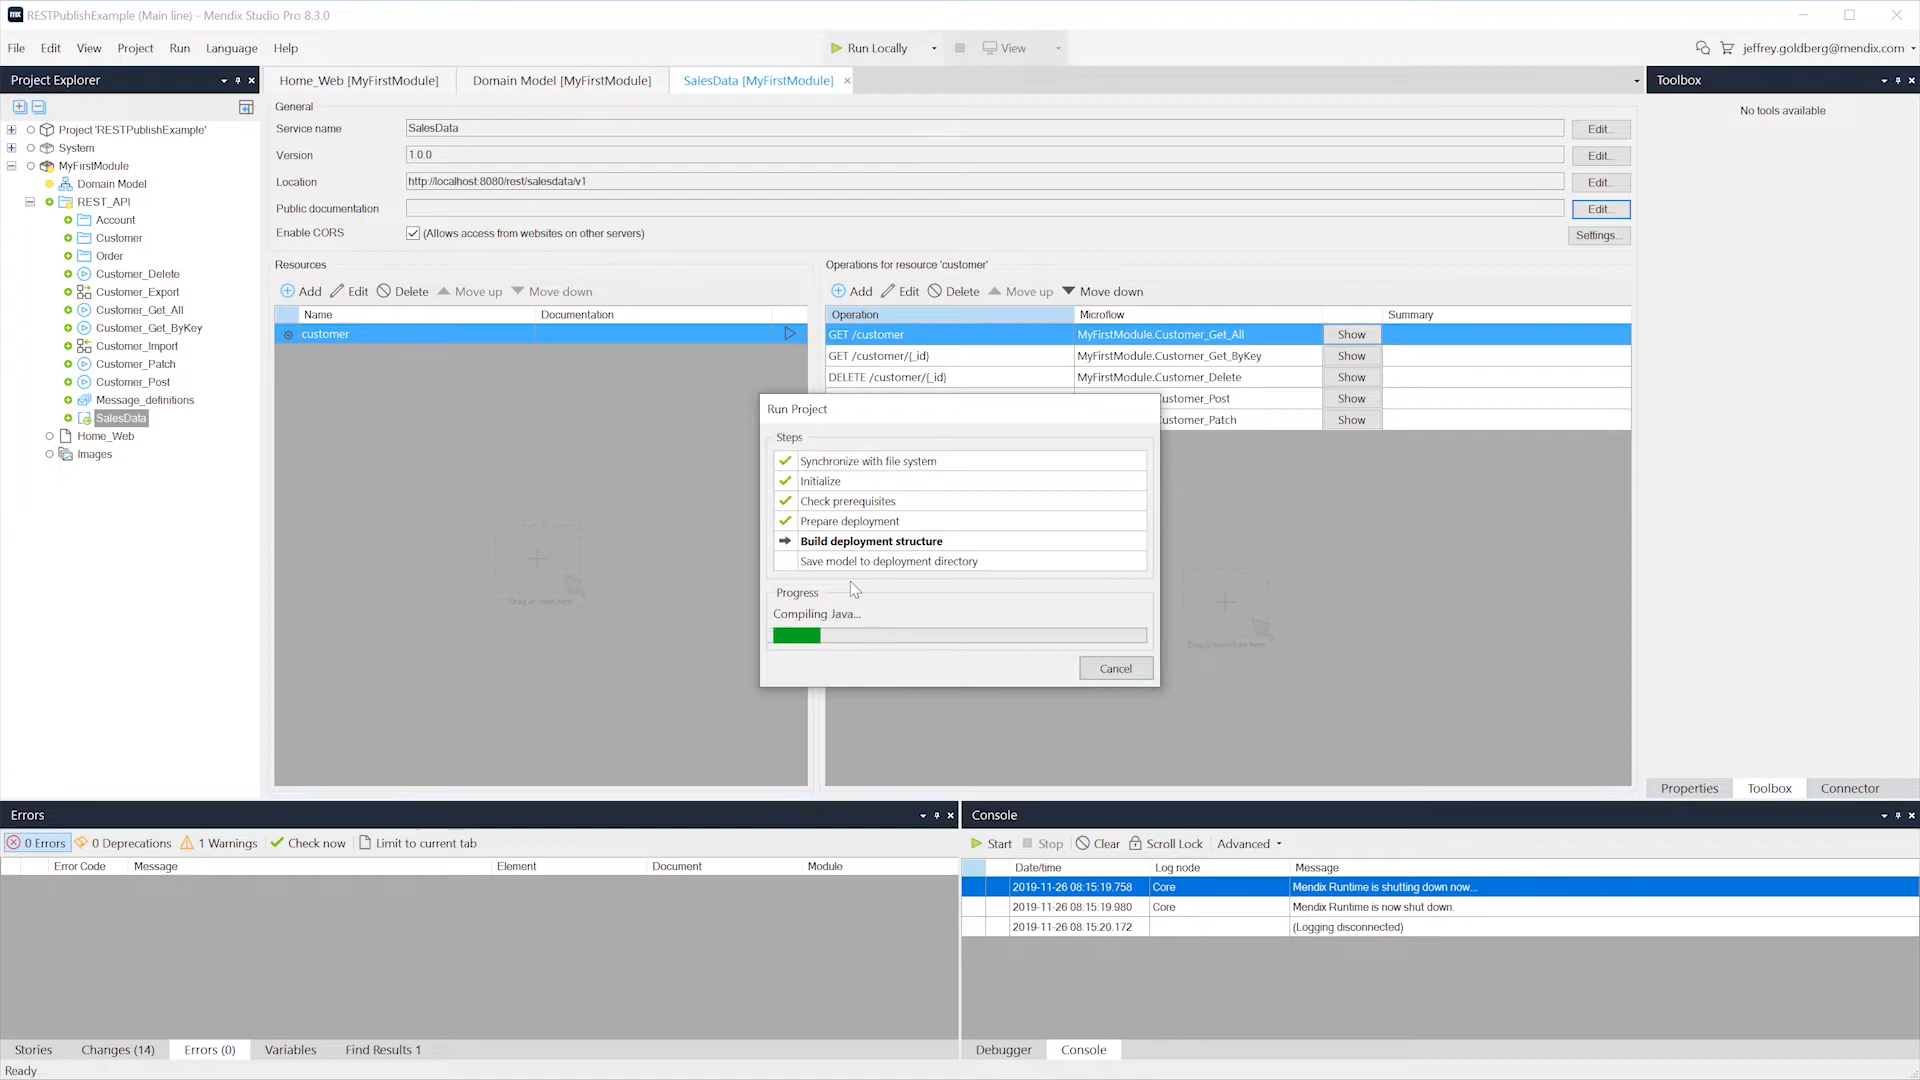 RESTPublishExample (Main line) - Mendix Studio Pro 8.3.0
File Edit View Project Run Language Help
Run Locally
View
jeffrey.goldberg@mendix.com
Project Explorer
Home_Web [MyFirstModule]
Domain Model [MyFirstModule]
SalesData [MyFirstModule]
Toolbox
No tools available
Project 'RESTPublishExample'
System
MyFirstModule
Domain Model
REST_API
Account
Customer
Order
Customer_Delete
Customer_Export
Customer_Get_All
Customer_Get_ByKey
Customer_Import
Customer_Patch
Customer_Post
Message_definitions
SalesData
Home_Web
Images
General
Service name SalesData Edit...
Version 1.0.0 Edit...
Location http://localhost:8080/rest/salesdata/v1 Edit...
Public documentation Edit...
Enable CORS (Allows access from websites on other servers) Settings...
Resources
Add Edit Delete Move up Move down
Name Documentation
customer
Drag an item here
Operations for resource 'customer'
Add Edit Delete Move up Move down
Operation Microflow Summary
GET /customer MyFirstModule.Customer_Get_All Show
GET /customer/{_id} MyFirstModule.Customer_Get_ByKey Show
DELETE /customer/{_id} MyFirstModule.Customer_Delete Show
ustomer_Post Show
ustomer_Patch Show
Drag a microflow here
Run Project
Steps
Synchronize with file system
Initialize
Check prerequisites
Prepare deployment
Build deployment structure
Save model to deployment directory
Progress
Compiling Java...
Cancel
Properties Toolbox Connector
Errors
0 Errors 0 Deprecations 1 Warnings Check now Limit to current tab
Error Code Message Element Document Module
Console
Start Stop Clear Scroll Lock Advanced
Date/time Log node Message
2019-11-26 08:15:19.758 Core Mendix Runtime is shutting down now...
2019-11-26 08:15:19.980 Core Mendix Runtime is now shut down.
2019-11-26 08:15:20.172 (Logging disconnected)
Stories Changes (14) Errors (0) Variables Find Results 1
Debugger Console
Ready